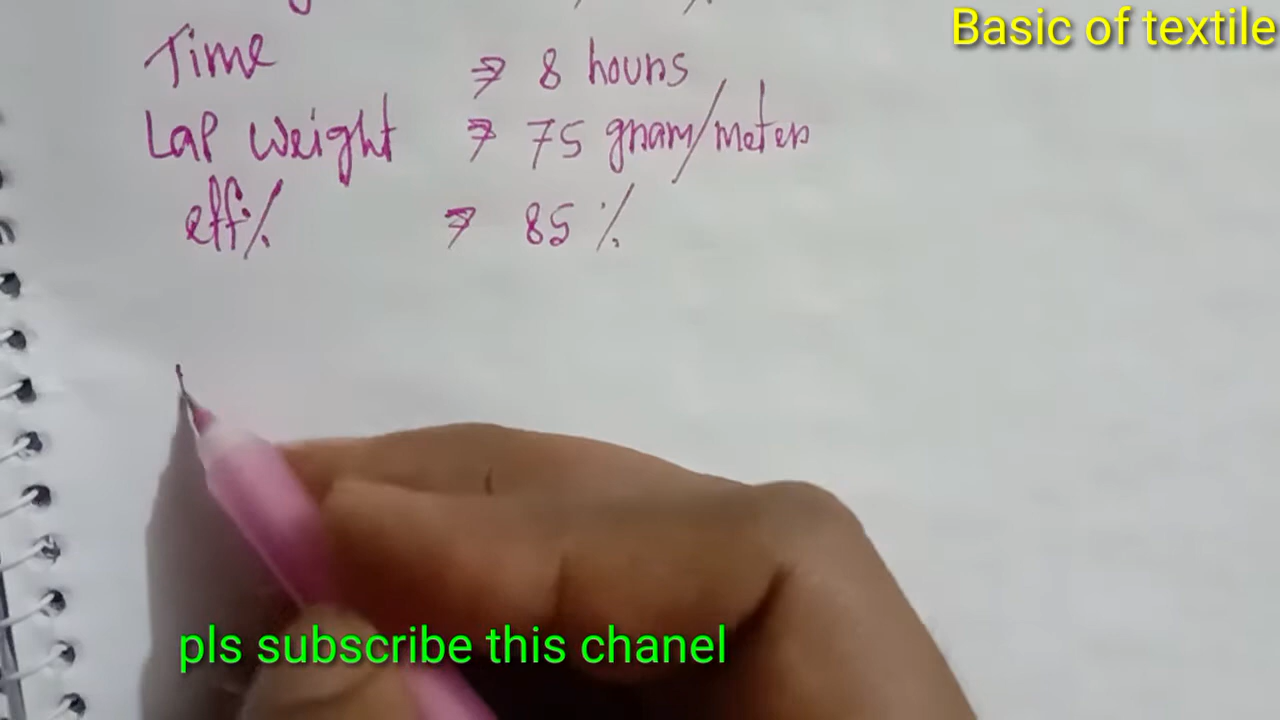 Basic of textile
Time ⇒ 8 hours
Lap weight ⇒ 75 gram/meter
eff% ⇒ 85 %
pls subscribe this chanel